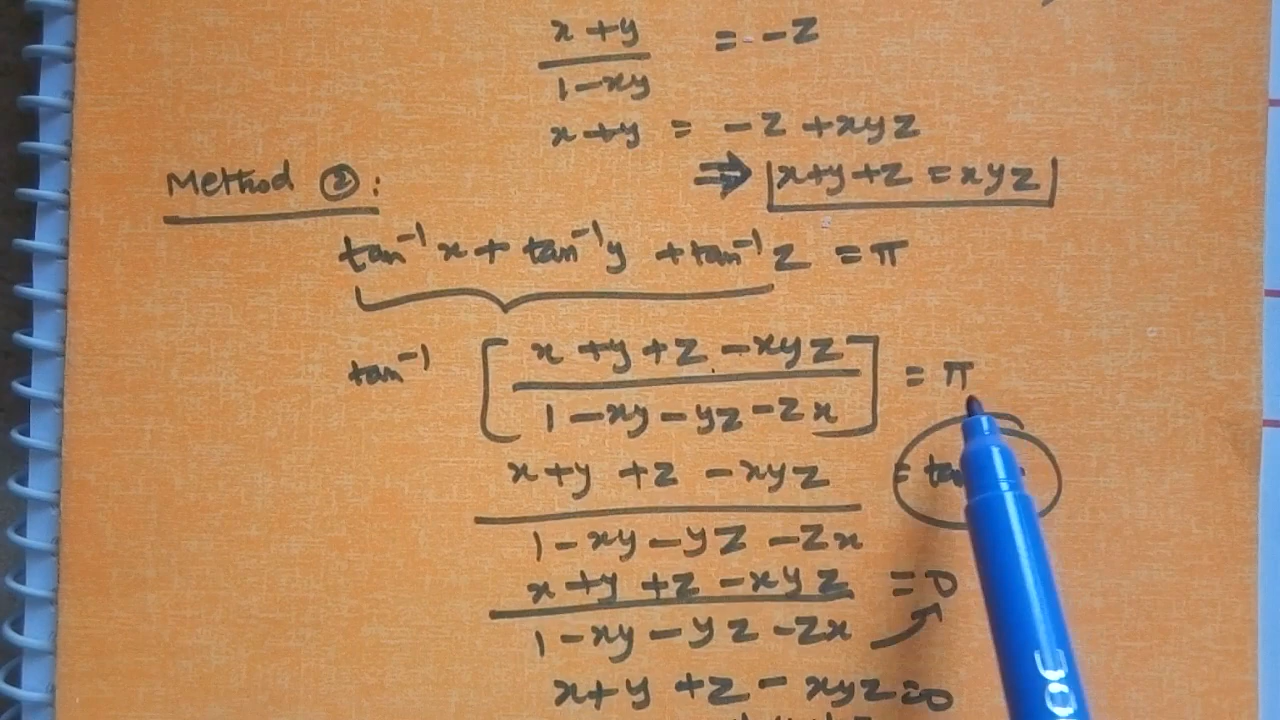 x+y / 1-xy = -z
x+y = -z+xyz
⇒ x+y+z = xyz
Method ②:
tan⁻¹x + tan⁻¹y + tan⁻¹z = π
tan⁻¹ [ x+y+z-xyz / 1-xy-yz-zx ] = π
x+y+z-xyz / 1-xy-yz-zx = tan
x+y+z-xyz / 1-xy-yz-zx = 0
x+y+z-xyz=0